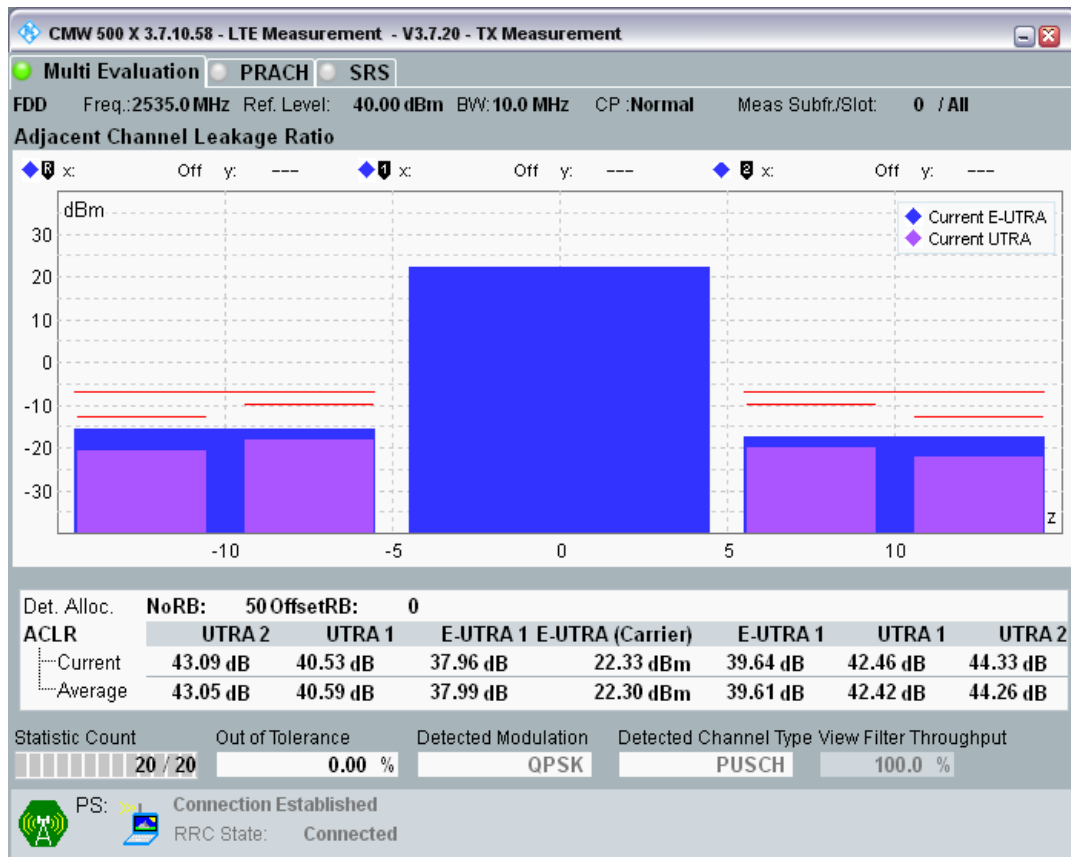 CMW 500 X 3.7.10.58 - LTE Measurement - V3.7.20 - TX Measurement
Multi Evaluation PRACH SRS
FDD Freq.:2535.0 MHz Ref. Level: 40.00 dBm BW:10.0 MHz CP :Normal Meas Subfr./Slot: 0 / All
Adjacent Channel Leakage Ratio
R x: Off y: --- 1 x: Off y: --- 2 x: Off y: ---
dBm
Current E-UTRA
Current UTRA
30
20
10
0
-10
-20
-30
z
-10 -5 0 5 10
Det. Alloc. NoRB: 50 OffsetRB: 0
ACLR UTRA 2 UTRA 1 E-UTRA 1 E-UTRA (Carrier) E-UTRA 1 UTRA 1 UTRA 2
Current 43.09 dB 40.53 dB 37.96 dB 22.33 dBm 39.64 dB 42.46 dB 44.33 dB
Average 43.05 dB 40.59 dB 37.99 dB 22.30 dBm 39.61 dB 42.42 dB 44.26 dB
Statistic Count Out of Tolerance Detected Modulation Detected Channel Type View Filter Throughput
20 / 20 0.00 % QPSK PUSCH 100.0 %
PS: Connection Established
RRC State: Connected